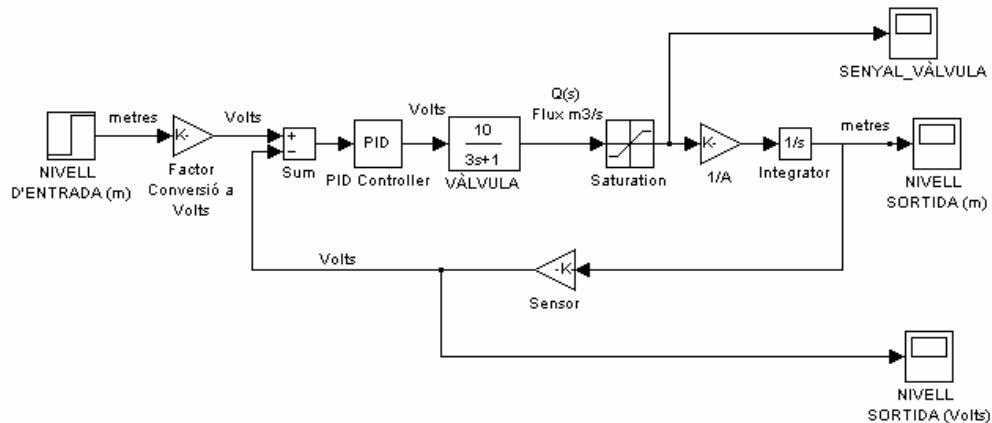 SENYAL_VÀLVULA
Q(s)
Flux m3/s
metres
Volts
Volts
metres
K-
+
−
PID
10
3s+1
K-
1/s
NIVELL
D'ENTRADA (m)
Factor
Conversió a
Volts
Sum
PID Controller
VÀLVULA
Saturation
1/A
Integrator
NIVELL
SORTIDA (m)
Volts
-K-
Sensor
NIVELL
SORTIDA (Volts)